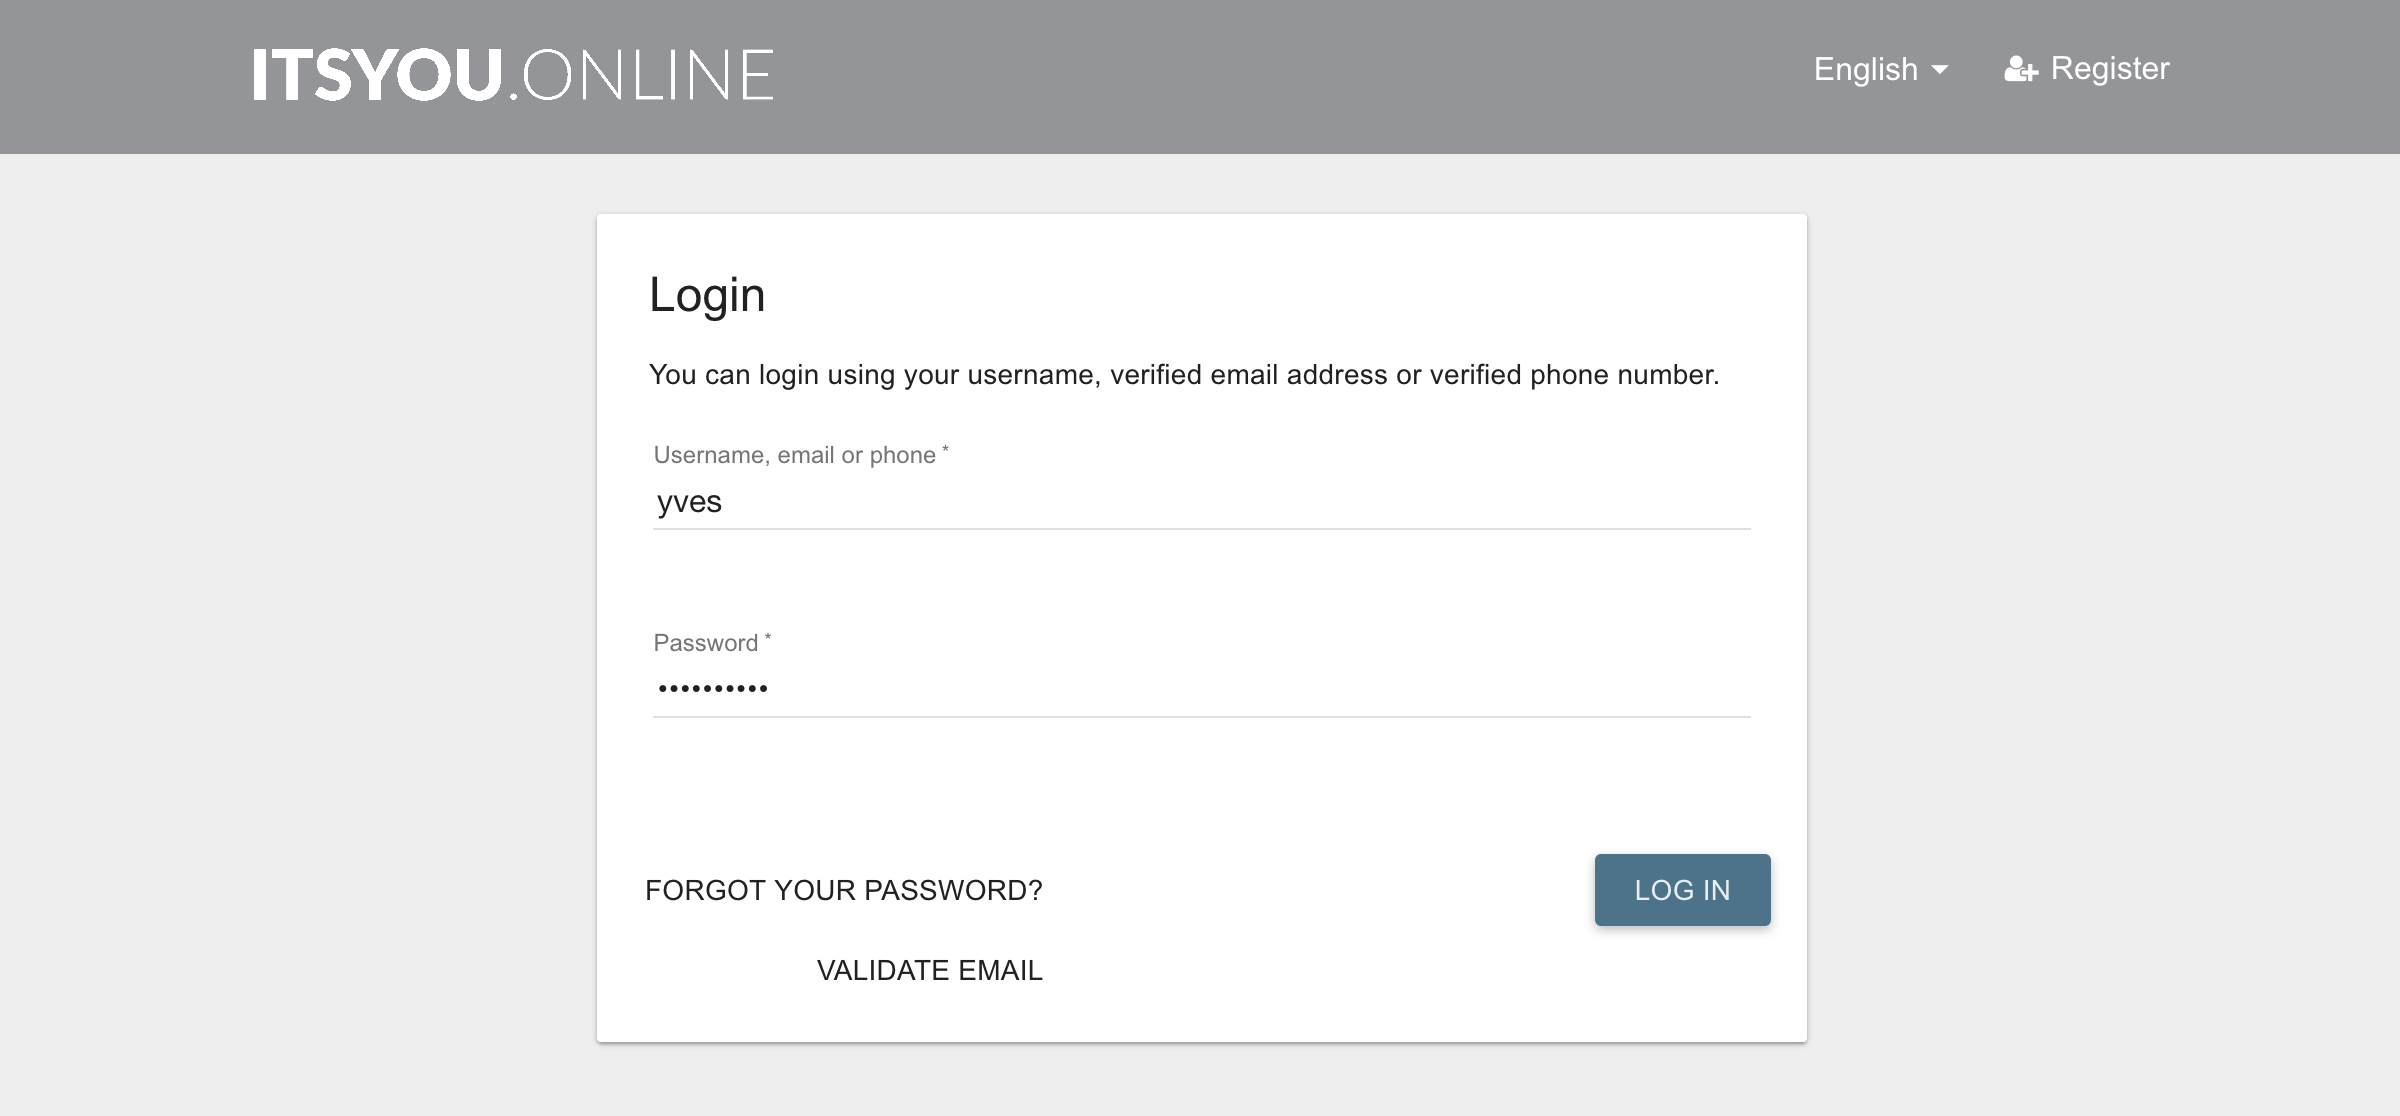 ITSYOU.ONLINE
English
Register
Login
You can login using your username, verified email address or verified phone number.
Username, email or phone *
yves
Password *
••••••••••
FORGOT YOUR PASSWORD?
LOG IN
VALIDATE EMAIL